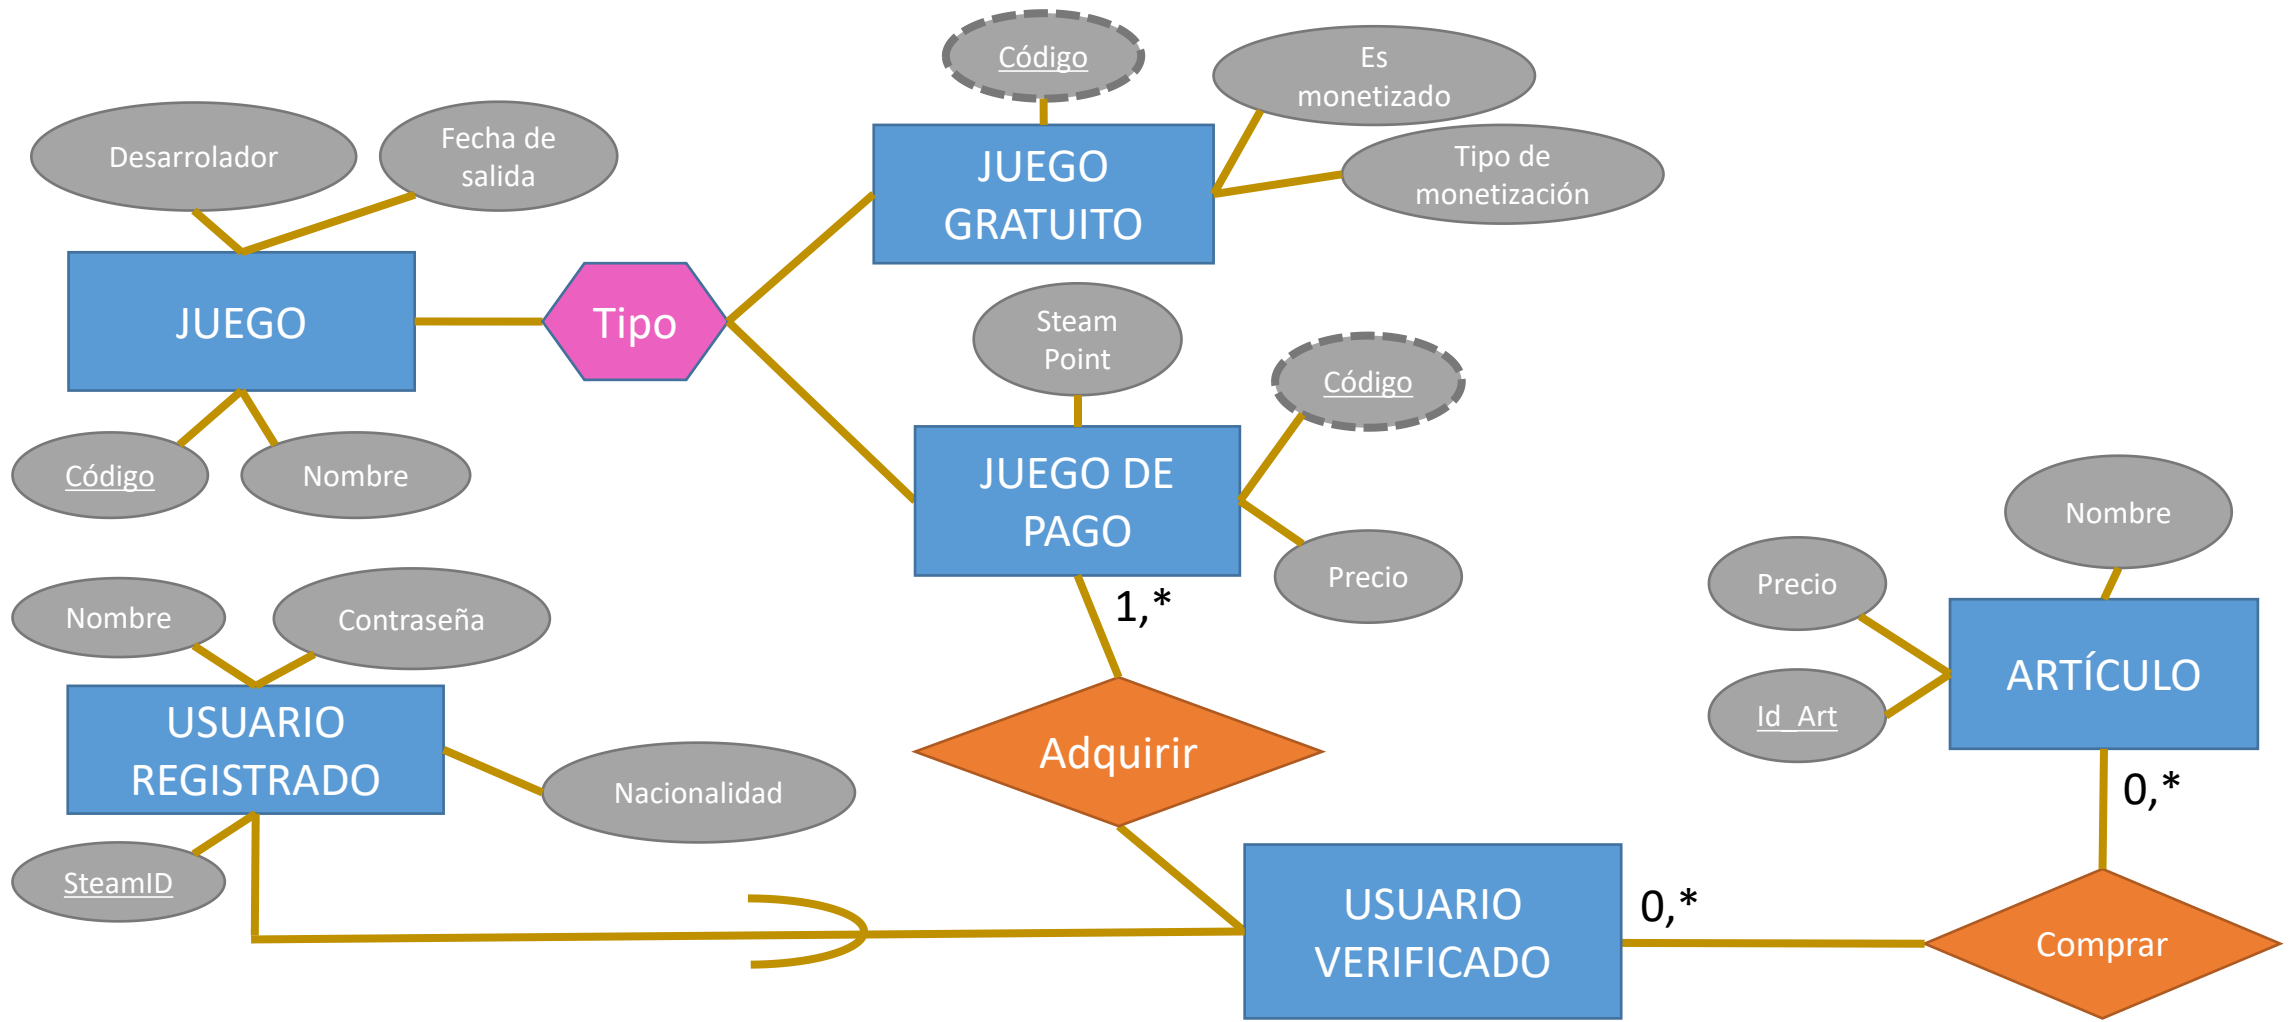 Código
Es
monetizado
Desarrolador
Fecha de
salida
JUEGO
GRATUITO
Tipo de
monetización
JUEGO
Tipo
Steam
Point
Código
Código
Nombre
JUEGO DE
PAGO
Precio
Nombre
Precio
Id_Art
ARTÍCULO
1,*
0,*
Nombre
Contraseña
USUARIO
REGISTRADO
Nacionalidad
SteamID
Adquirir
USUARIO
VERIFICADO
0,*
Comprar